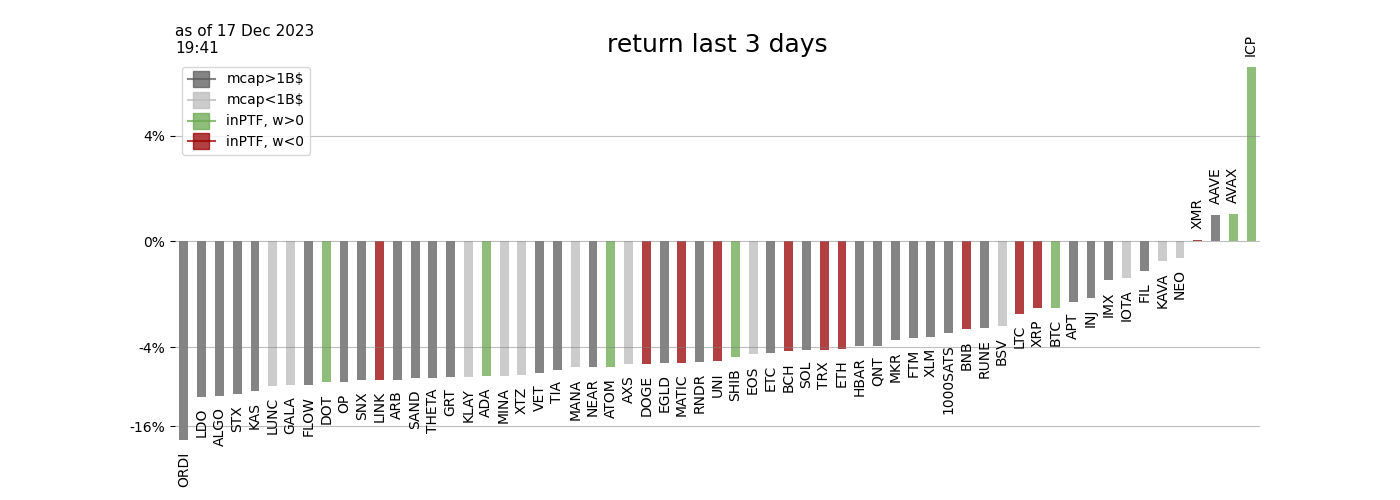 as of 17 Dec 2023
19:41
return last 3 days
mcap>1B$
mcap<1B$
inPTF, w>0
inPTF, w<0
4%
0%
-4%
-16%
ORDI
LDO
ALGO
STX
KAS
LUNC
GALA
FLOW
DOT
OP
SNX
LINK
ARB
SAND
THETA
GRT
KLAY
ADA
MINA
XTZ
VET
TIA
MANA
NEAR
ATOM
AXS
DOGE
EGLD
MATIC
RNDR
UNI
SHIB
EOS
ETC
BCH
SOL
TRX
ETH
HBAR
QNT
MKR
FTM
XLM
1000SATS
BNB
RUNE
BSV
LTC
XRP
BTC
APT
INJ
IMX
IOTA
FIL
KAVA
NEO
XMR
AAVE
AVAX
ICP